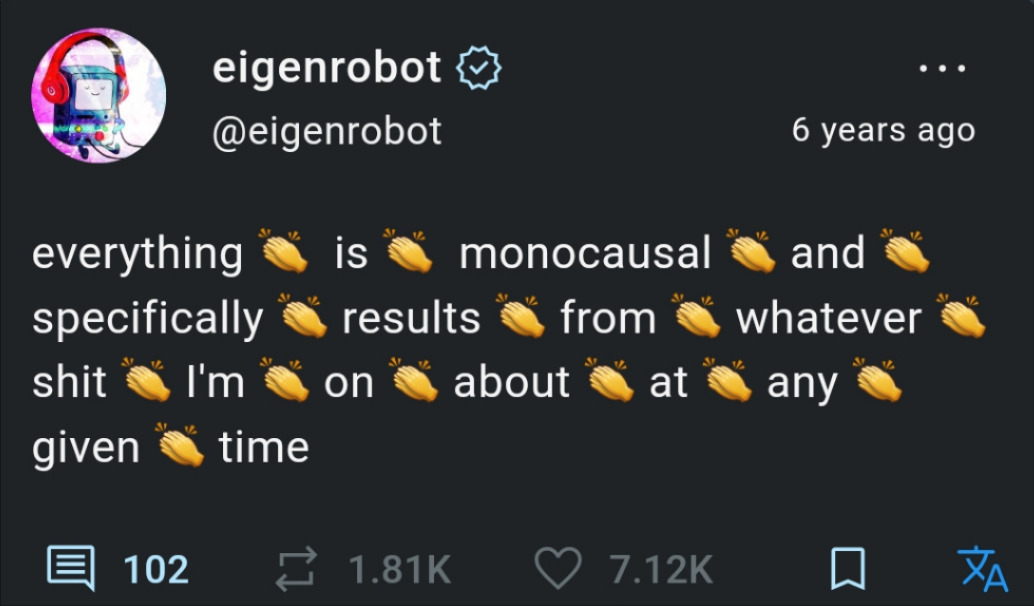 eigenrobot
@eigenrobot
6 years ago
everything 👏 is 👏 monocausal 👏 and 👏
specifically 👏 results 👏 from 👏 whatever 👏
shit 👏 I'm 👏 on 👏 about 👏 at 👏 any 👏
given 👏 time
102 1.81K 7.12K